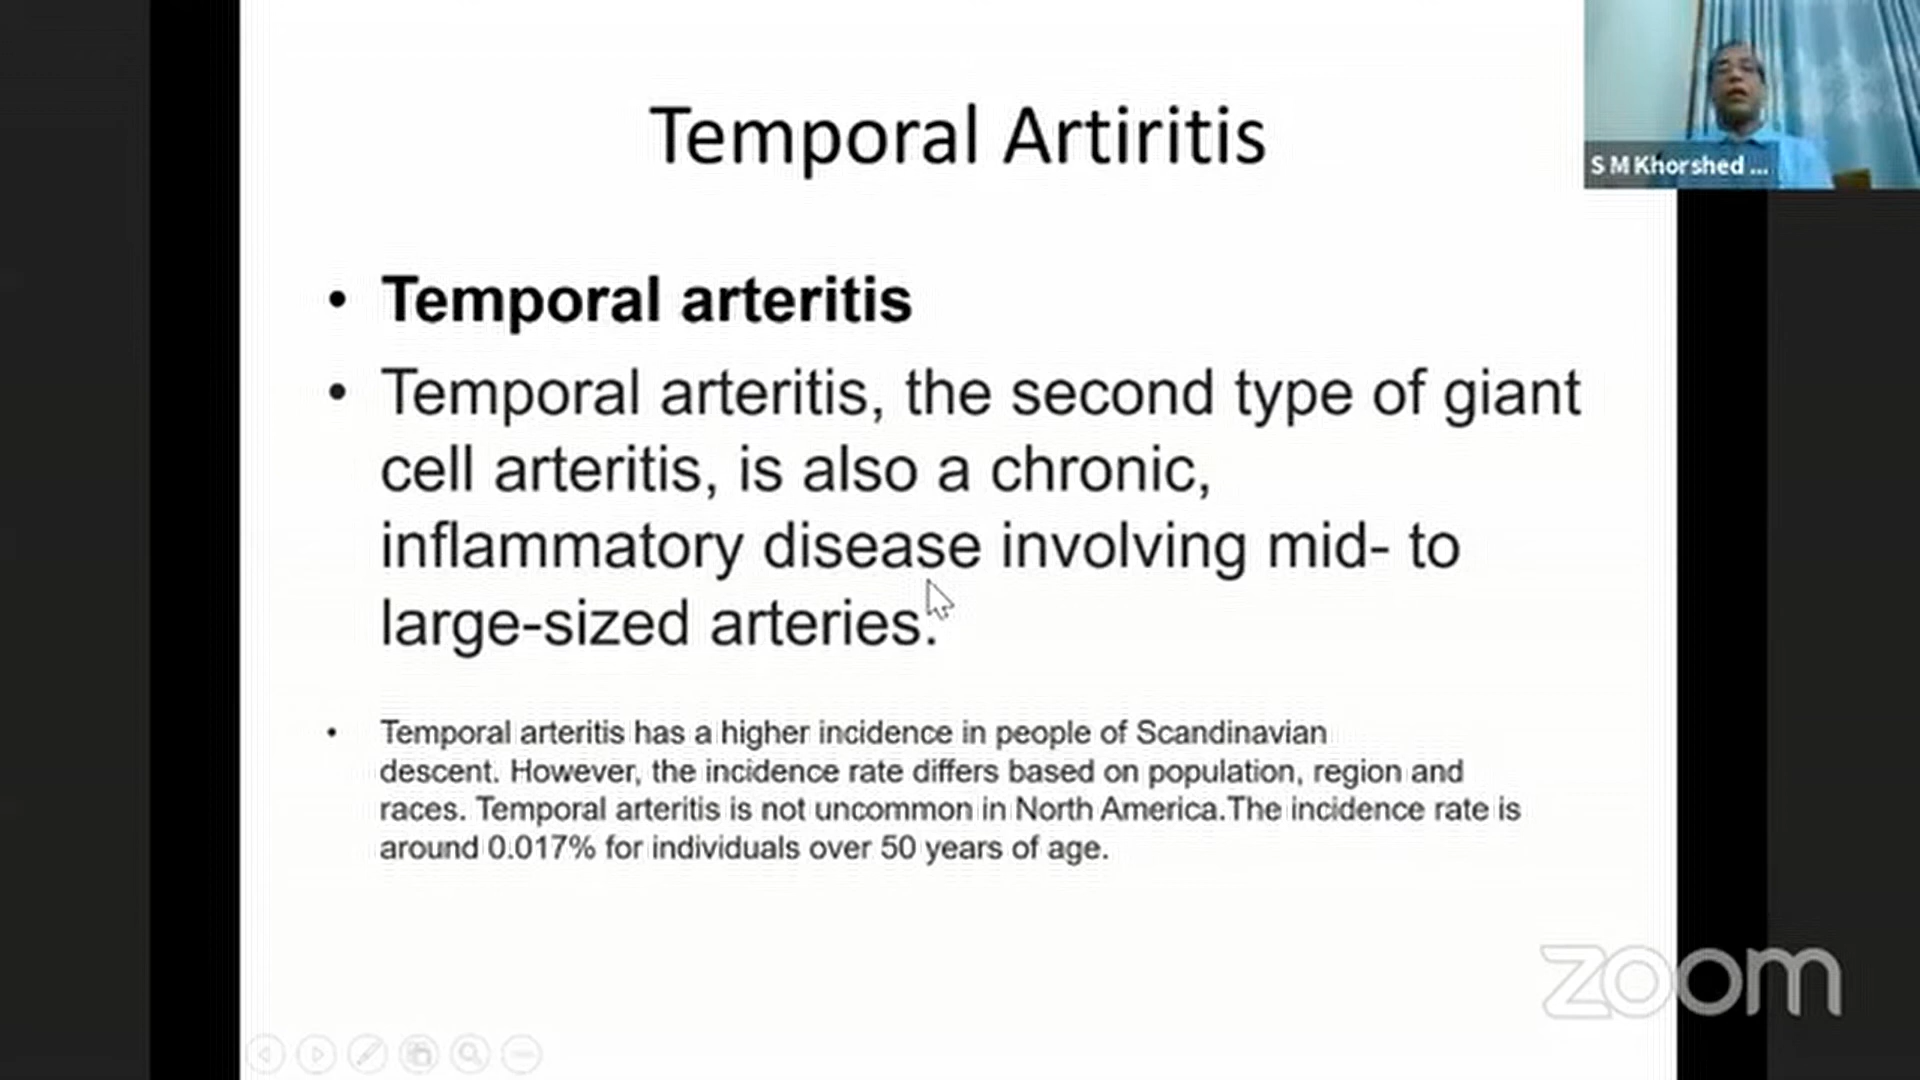 Temporal Artiritis
S M Khorshed ...
• Temporal arteritis
• Temporal arteritis, the second type of giant
cell arteritis, is also a chronic,
inflammatory disease involving mid- to
large-sized arteries.
• Temporal arteritis has a higher incidence in people of Scandinavian
descent. However, the incidence rate differs based on population, region and
races. Temporal arteritis is not uncommon in North America.The incidence rate is
around 0.017% for individuals over 50 years of age.
zoom